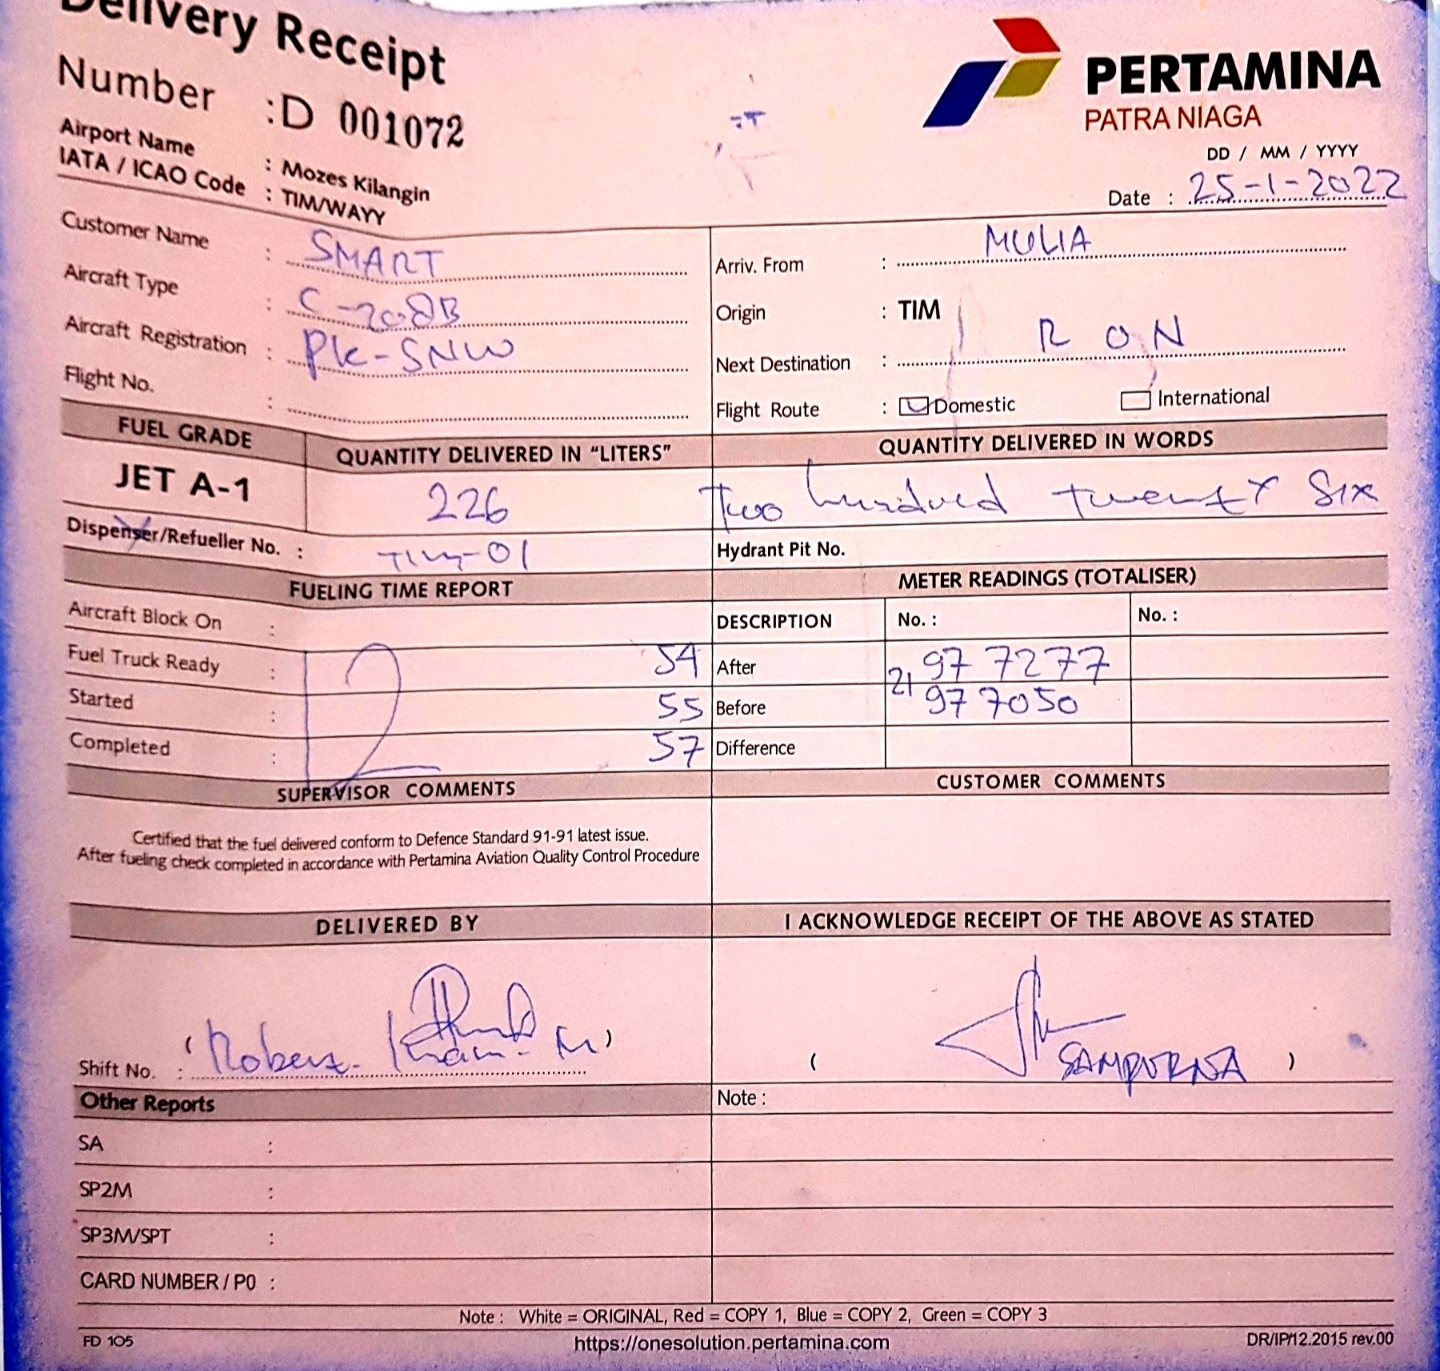 Delivery Receipt
Number : D 001072
PERTAMINA
PATRA NIAGA
Airport Name : Mozes Kilangin
IATA / ICAO Code : TIM/WAYY
DD / MM / YYYY
Date : 25-1-2022
Customer Name : SMART
Arriv. From : MULIA
Aircraft Type : C-208B
Origin : TIM
Aircraft Registration : PK-SNW
Next Destination : RON
Flight No. :
Flight Route : Domestic International
FUEL GRADE QUANTITY DELIVERED IN "LITERS" QUANTITY DELIVERED IN WORDS
JET A-1 226 Two hundred twenty six
Dispenser/Refueller No. : TIM-01 Hydrant Pit No.
FUELING TIME REPORT METER READINGS (TOTALISER)
Aircraft Block On : DESCRIPTION No. : No. :
Fuel Truck Ready : 54 After 97 7277
Started : 2 55 Before 21 97 7050
Completed : 57 Difference
SUPERVISOR COMMENTS CUSTOMER COMMENTS
Certified that the fuel delivered conform to Defence Standard 91-91 latest issue.
After fueling check completed in accordance with Pertamina Aviation Quality Control Procedure
DELIVERED BY I ACKNOWLEDGE RECEIPT OF THE ABOVE AS STATED
Shift No. : ( ) ( SAMPURNA )
Other Reports Note :
SA :
SP2M :
SP3M/SPT :
CARD NUMBER / PO :
Note : White = ORIGINAL, Red = COPY 1, Blue = COPY 2, Green = COPY 3
FD 105 https://onesolution.pertamina.com DR/IP/12.2015 rev.00